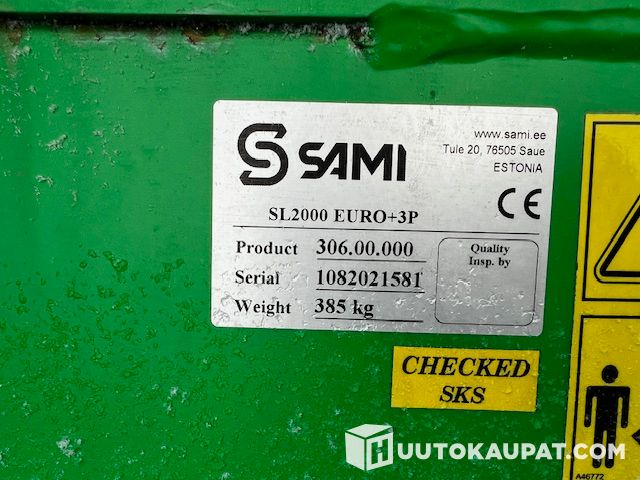 SAMI
www.sami.ee
Tule 20, 76505 Saue
ESTONIA
CE
SL2000 EURO+3P
Product 306.00.000
Serial 1082021581
Weight 385 kg
Quality
Insp. by
CHECKED
SKS
A46772
HUUTOKAUPAT.COM